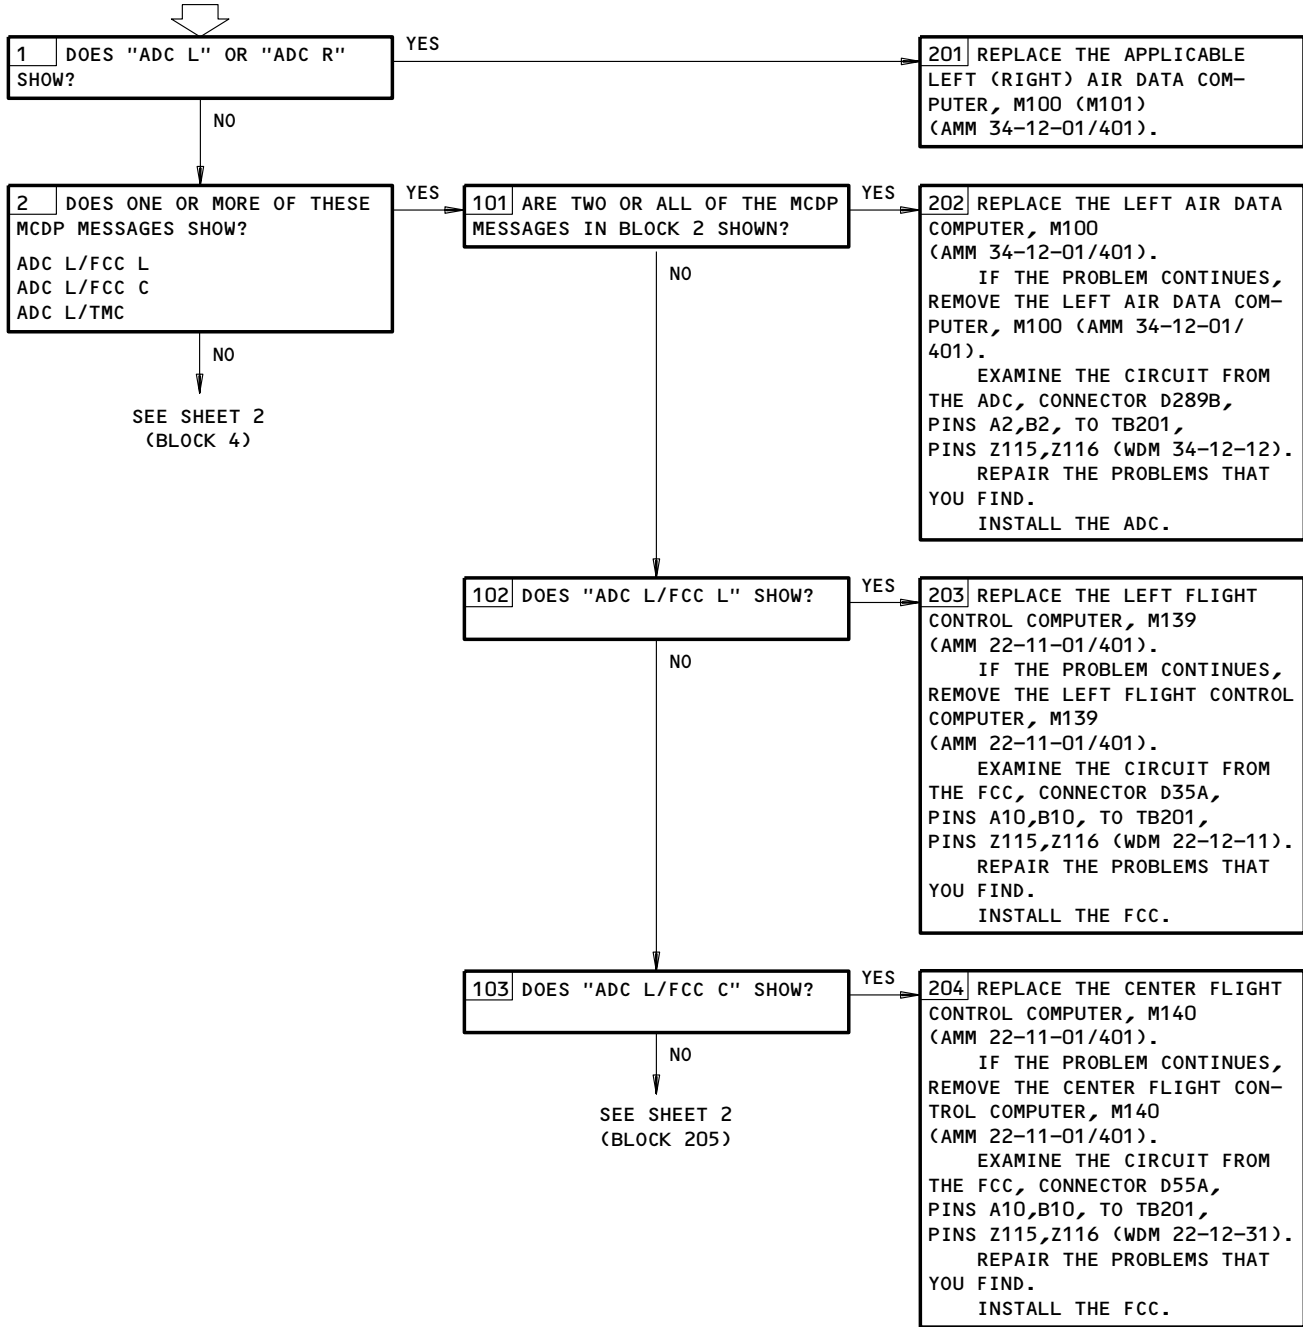 1 DOES "ADC L" OR "ADC R"
SHOW?
YES
201 REPLACE THE APPLICABLE
LEFT (RIGHT) AIR DATA COM-
PUTER, M100 (M101)
(AMM 34-12-01/401).
NO
2 DOES ONE OR MORE OF THESE
MCDP MESSAGES SHOW?
ADC L/FCC L
ADC L/FCC C
ADC L/TMC
YES
101 ARE TWO OR ALL OF THE MCDP
MESSAGES IN BLOCK 2 SHOWN?
YES
202 REPLACE THE LEFT AIR DATA
COMPUTER, M100
(AMM 34-12-01/401).
IF THE PROBLEM CONTINUES,
REMOVE THE LEFT AIR DATA COM-
PUTER, M100 (AMM 34-12-01/
401).
EXAMINE THE CIRCUIT FROM
THE ADC, CONNECTOR D289B,
PINS A2,B2, TO TB201,
PINS Z115,Z116 (WDM 34-12-12).
REPAIR THE PROBLEMS THAT
YOU FIND.
INSTALL THE ADC.
NO
SEE SHEET 2
(BLOCK 4)
NO
102 DOES "ADC L/FCC L" SHOW?
YES
203 REPLACE THE LEFT FLIGHT
CONTROL COMPUTER, M139
(AMM 22-11-01/401).
IF THE PROBLEM CONTINUES,
REMOVE THE LEFT FLIGHT CONTROL
COMPUTER, M139
(AMM 22-11-01/401).
EXAMINE THE CIRCUIT FROM
THE FCC, CONNECTOR D35A,
PINS A10,B10, TO TB201,
PINS Z115,Z116 (WDM 22-12-11).
REPAIR THE PROBLEMS THAT
YOU FIND.
INSTALL THE FCC.
NO
103 DOES "ADC L/FCC C" SHOW?
YES
204 REPLACE THE CENTER FLIGHT
CONTROL COMPUTER, M140
(AMM 22-11-01/401).
IF THE PROBLEM CONTINUES,
REMOVE THE CENTER FLIGHT CON-
TROL COMPUTER, M140
(AMM 22-11-01/401).
EXAMINE THE CIRCUIT FROM
THE FCC, CONNECTOR D55A,
PINS A10,B10, TO TB201,
PINS Z115,Z116 (WDM 22-12-31).
REPAIR THE PROBLEMS THAT
YOU FIND.
INSTALL THE FCC.
NO
SEE SHEET 2
(BLOCK 205)